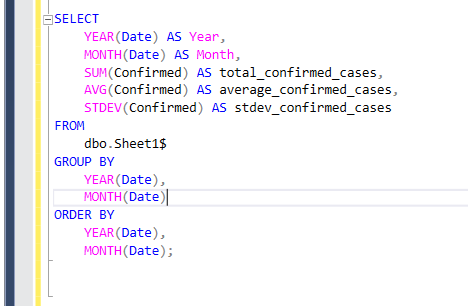 SELECT
YEAR(Date) AS Year,
MONTH(Date) AS Month,
SUM(Confirmed) AS total_confirmed_cases,
AVG(Confirmed) AS average_confirmed_cases,
STDEV(Confirmed) AS stdev_confirmed_cases
FROM
dbo.Sheet1$
GROUP BY
YEAR(Date),
MONTH(Date)
ORDER BY
YEAR(Date),
MONTH(Date);